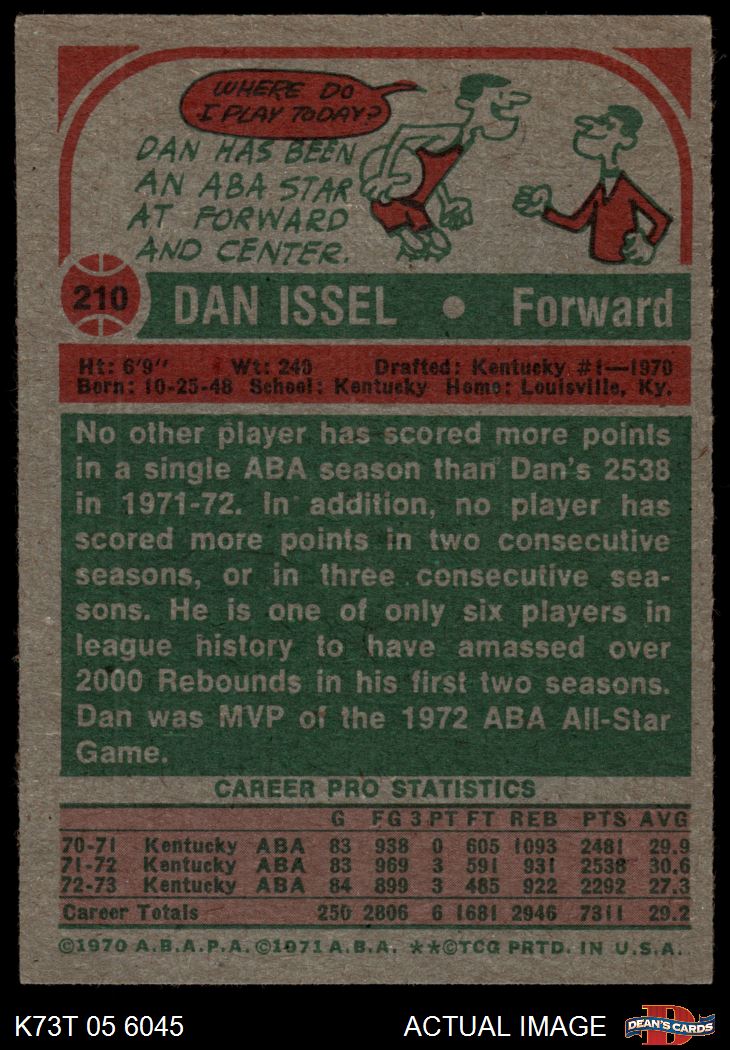 WHERE DO
I PLAY TODAY?
DAN HAS BEEN
AN ABA STAR
AT FORWARD
AND CENTER.
210 DAN ISSEL • Forward
Ht: 6'9" Wt: 240 Drafted: Kentucky #1—1970
Born: 10-25-48 School: Kentucky Home: Louisville, Ky.
No other player has scored more points
in a single ABA season than Dan's 2538
in 1971-72. In addition, no player has
scored more points in two consecutive
seasons, or in three consecutive sea-
sons. He is one of only six players in
league history to have amassed over
2000 Rebounds in his first two seasons.
Dan was MVP of the 1972 ABA All-Star
Game.
CAREER PRO STATISTICS
G FG 3 PT FT REB PTS AVG
70-71 Kentucky ABA 83 938 0 605 1093 2481 29.9
71-72 Kentucky ABA 83 969 3 591 931 2538 30.6
72-73 Kentucky ABA 84 899 3 485 922 2292 27.3
Career Totals 250 2806 6 1681 2946 7311 29.2
©1970 A.B.A.P.A. ©1971 A.B.A. **©TCG PRTD. IN U.S.A.
K73T 05 6045 ACTUAL IMAGE D DEAN'S CARDS